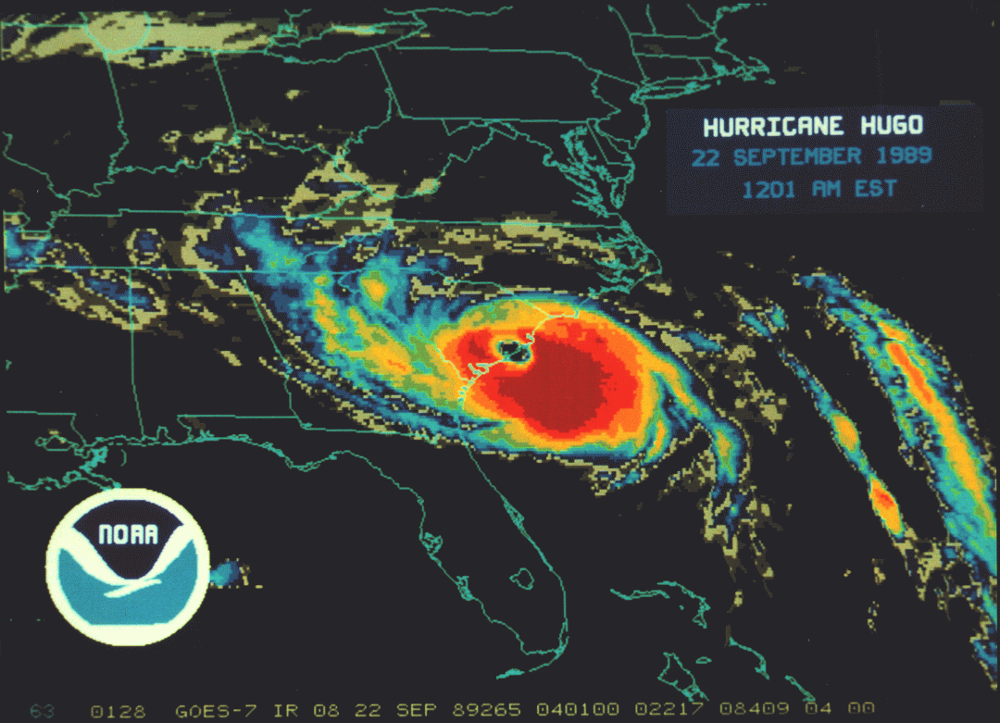 HURRICANE HUGO
22 SEPTEMBER 1989
1201 AM EST
NOAA
63 0128 GOES-7 IR 08 22 SEP 89265 040100 02217 08409 04 00